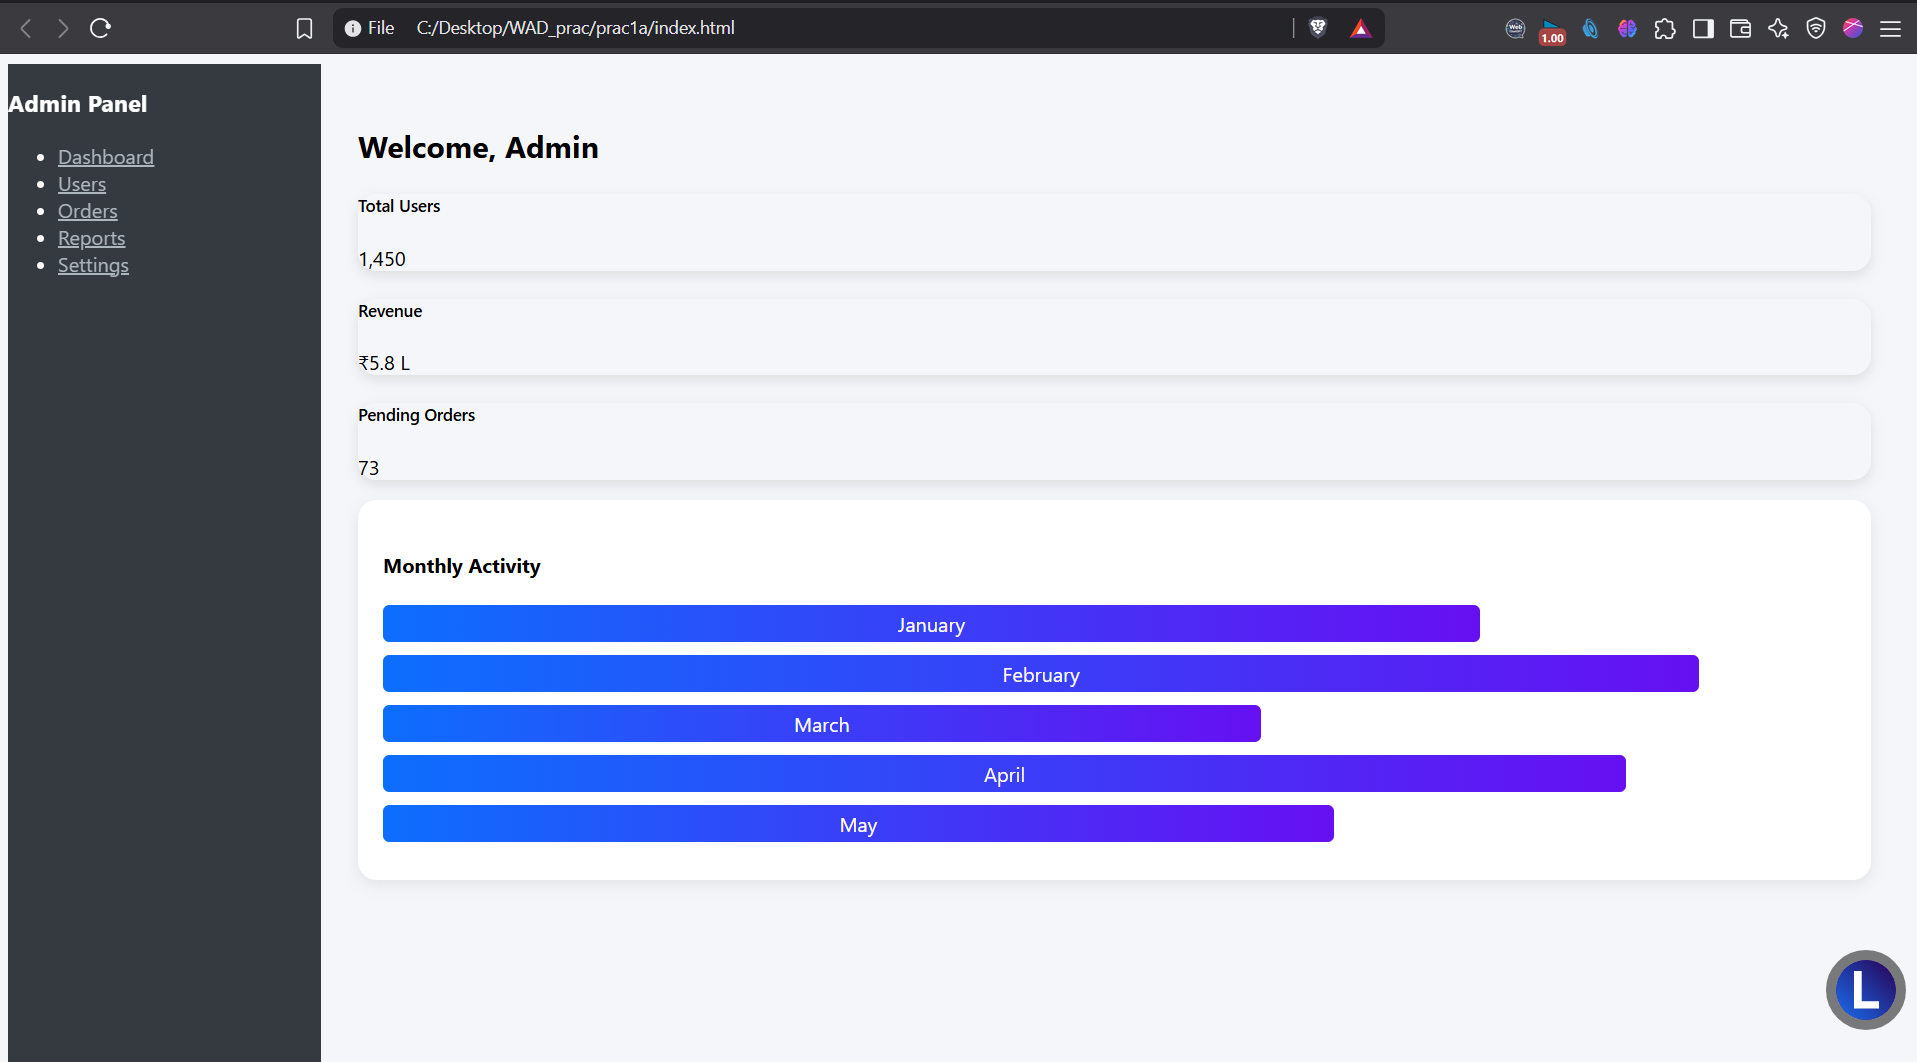 File C:/Desktop/WAD_prac/prac1a/index.html
1.00
Admin Panel
Dashboard
Users
Orders
Reports
Settings
Welcome, Admin
Total Users
1,450
Revenue
₹5.8 L
Pending Orders
73
Monthly Activity
January
February
March
April
May
L